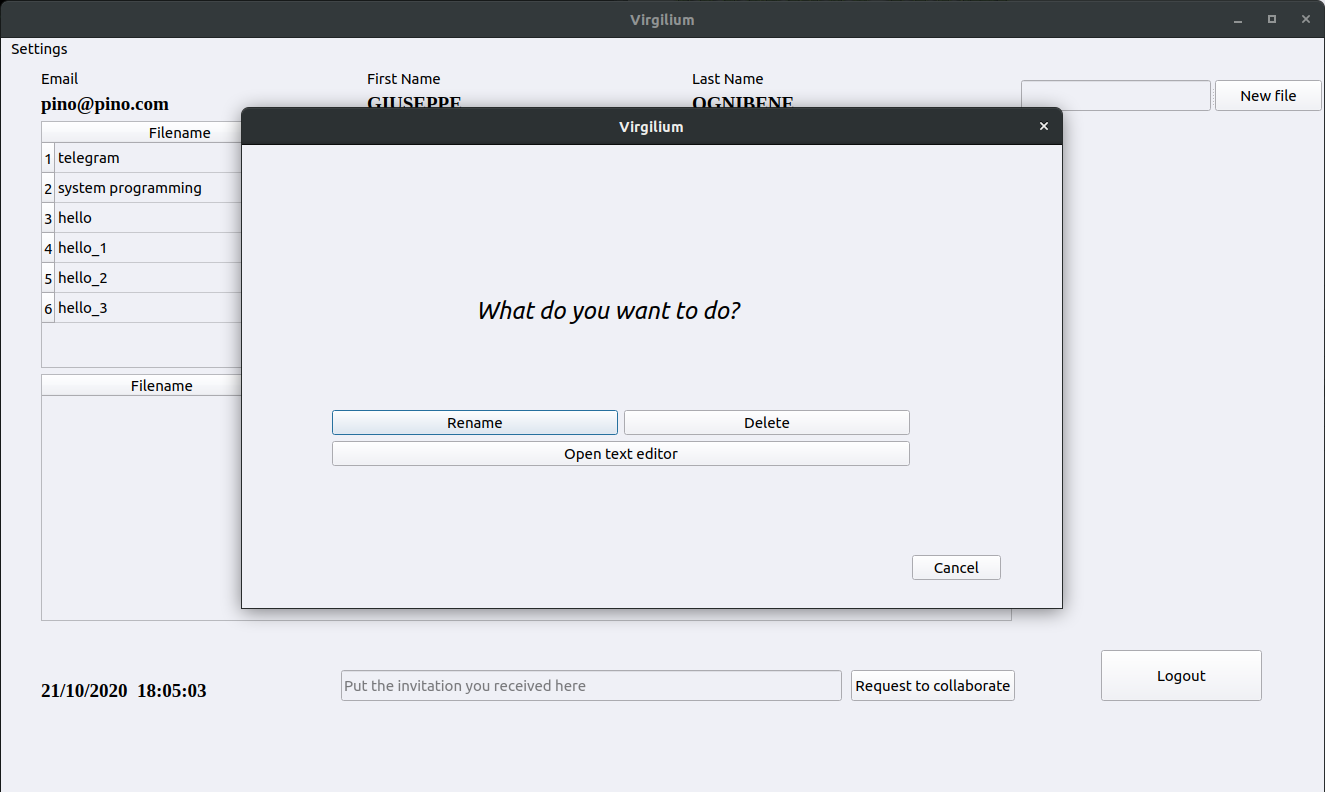 Virgilium
Settings
Email First Name Last Name
pino@pino.com GIUSEPPE OGNIBENE New file
Virgilium
Filename
1 telegram
2 system programming
3 hello
4 hello_1
5 hello_2
6 hello_3
What do you want to do?
Filename
Rename Delete
Open text editor
Cancel
21/10/2020 18:05:03 Put the invitation you received here Request to collaborate Logout